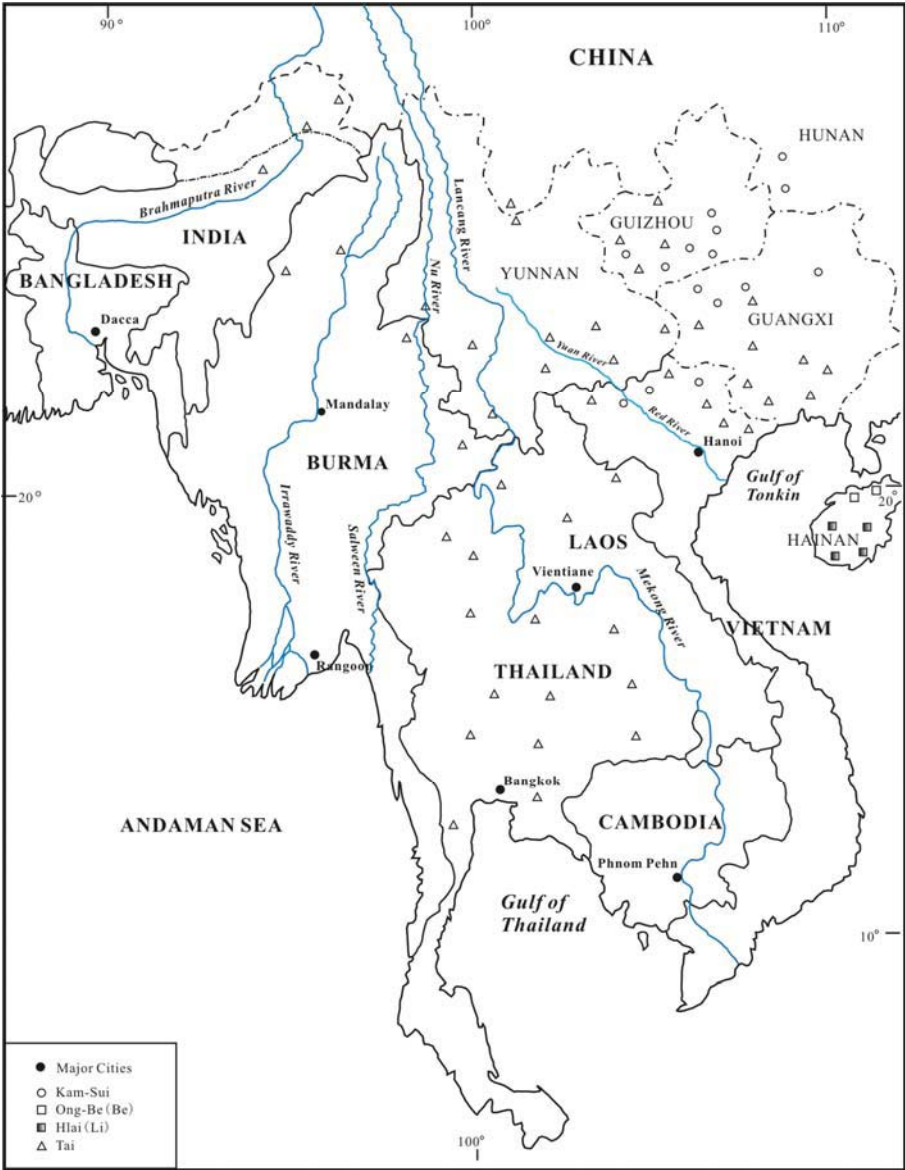 90°
100°
110°
CHINA
HUNAN
Brahmaputra River
Lancang River
GUIZHOU
INDIA
Nu River
YUNNAN
BANGLADESH
GUANGXI
Dacca
Yuan River
Mandalay
Red River
Hanoi
BURMA
Gulf of
Tonkin
20°
20°
Irrawaddy River
Salween River
LAOS
HAINAN
Vientiane
Mekong River
VIETNAM
Rangoon
THAILAND
Bangkok
ANDAMAN SEA
CAMBODIA
Phnom Pehn
Gulf of
Thailand
10°
Major Cities
Kam-Sui
Ong-Be (Be)
Hlai (Li)
Tai
100°